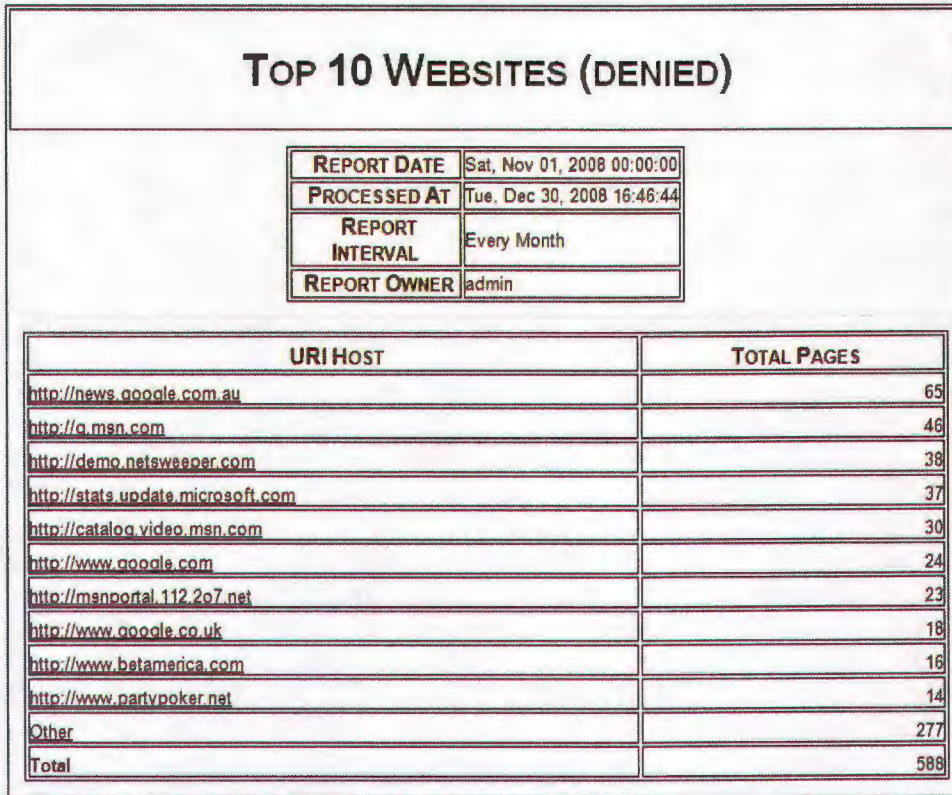 TOP 10 WEBSITES (DENIED)
REPORT DATE Sat, Nov 01, 2008 00:00:00
PROCESSED AT Tue, Dec 30, 2008 16:46:44
REPORT
INTERVAL Every Month
REPORT OWNER admin
URI HOST TOTAL PAGES
http://news.google.com.au 65
http://g.msn.com 46
http://demo.netsweeper.com 38
http://stats.update.microsoft.com 37
http://catalog.video.msn.com 30
http://www.google.com 24
http://msnportal.112.2o7.net 23
http://www.google.co.uk 18
http://www.betamerica.com 16
http://www.partypoker.net 14
Other 277
Total 588